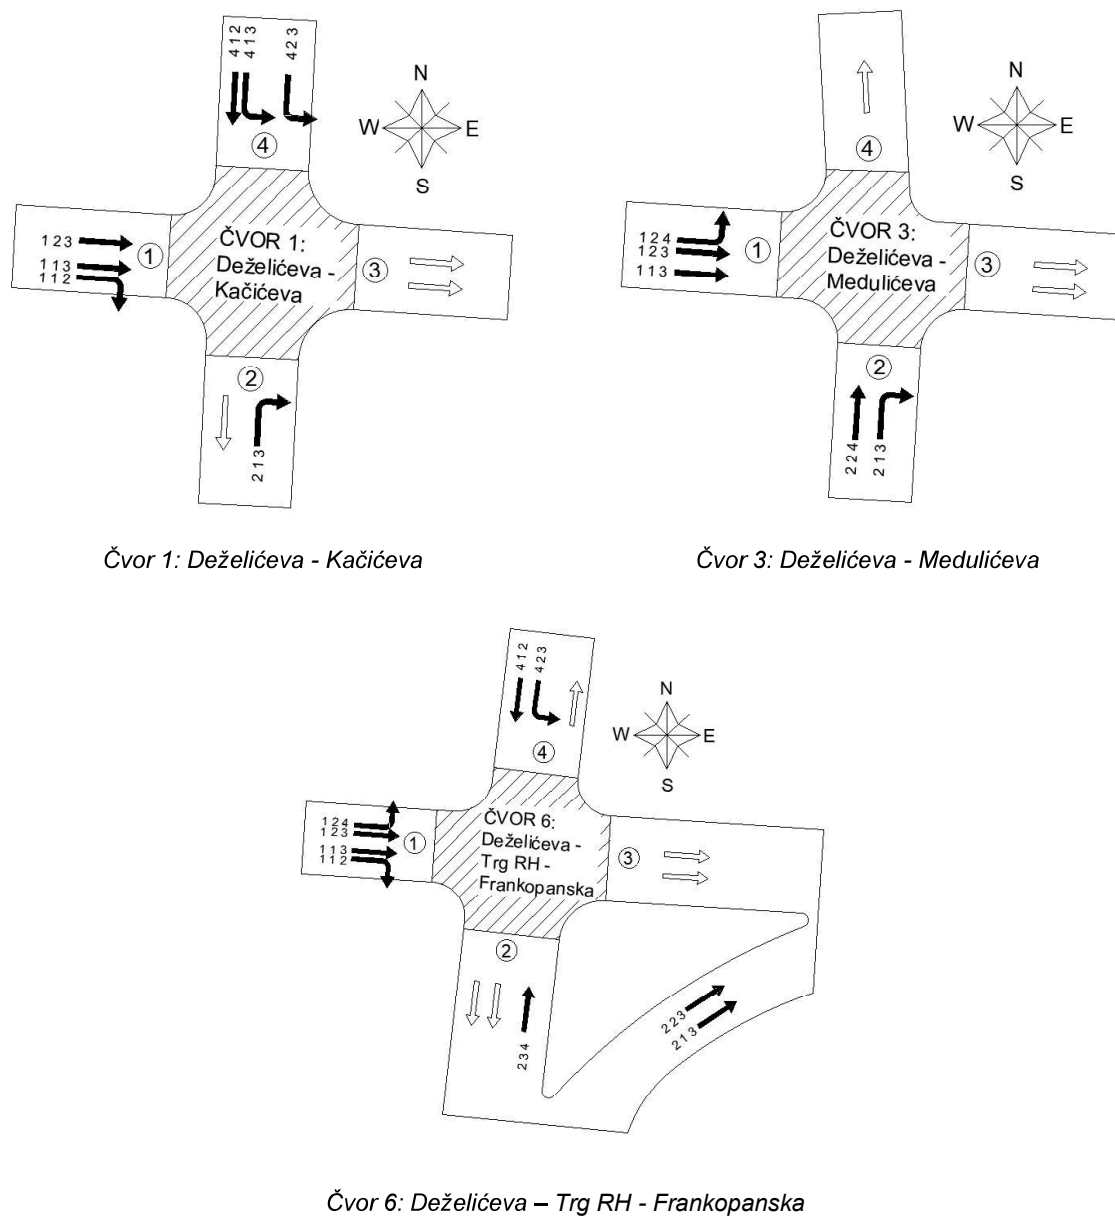 4 1 2
4 1 3
4 2 3
N
W
E
S
4
1 2 3
1 1 3
1 1 2
1
ČVOR 1:
Deželićeva -
Kačićeva
3
2
2 1 3
N
W
E
S
4
1 2 4
1 2 3
1 1 3
1
ČVOR 3:
Deželićeva -
Medulićeva
3
2
2 2 4
2 1 3
Čvor 1: Deželićeva - Kačićeva
Čvor 3: Deželićeva - Medulićeva
4 1 2
4 2 3
N
W
E
S
4
1 2 4
1 2 3
1 1 3
1 1 2
1
ČVOR 6:
Deželićeva -
Trg RH -
Frankopanska
3
2
2 3 4
2 2 3
2 1 3
Čvor 6: Deželićeva – Trg RH - Frankopanska